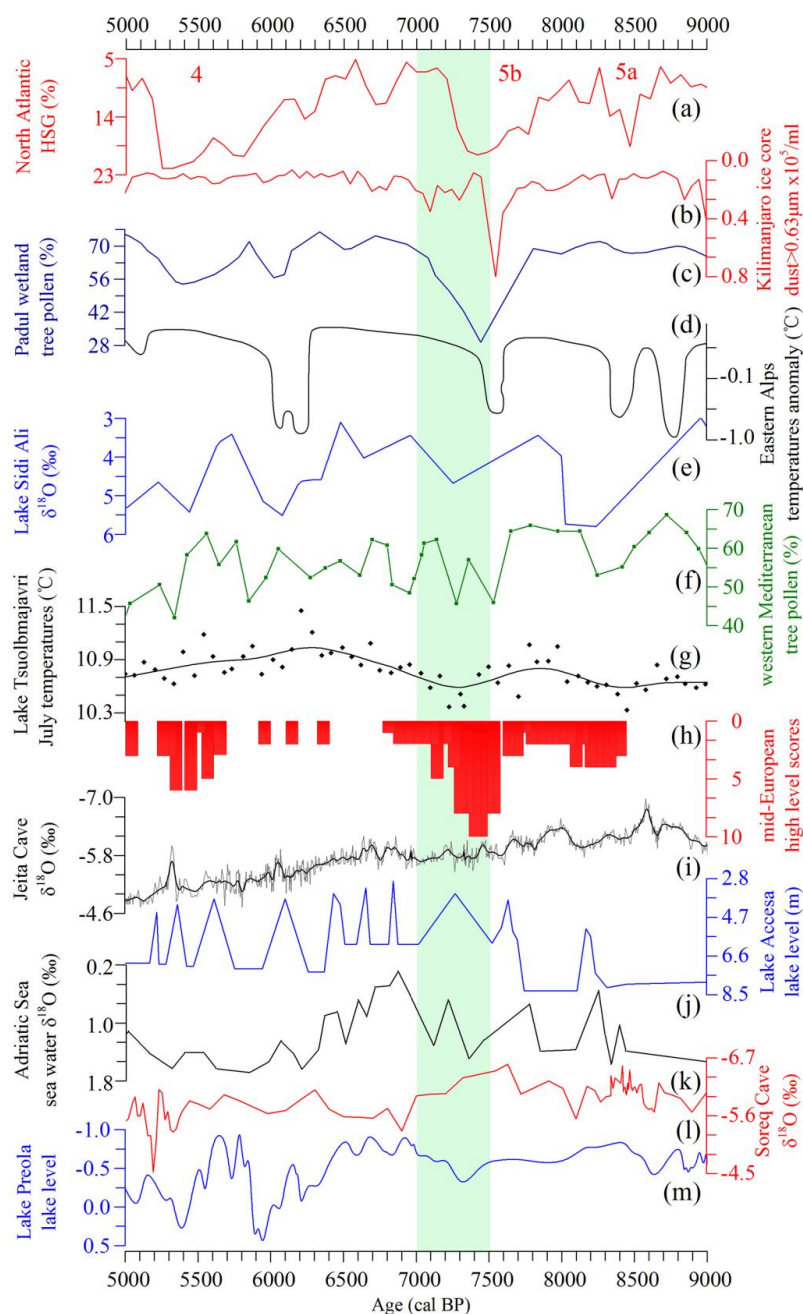 5000 5500 6000 6500 7000 7500 8000 8500 9000
5
14
23
North Atlantic
HSG (%)
4
5b
5a
(a)
0.0
0.4
0.8
Kilimanjaro ice core
dust>0.63μm x10⁵/ml
(b)
70
56
42
28
Padul wetland
tree pollen (%)
(c)
(d)
-0.1
-1.0
Eastern Alps
temperatures anomaly (℃)
3
4
5
6
Lake Sidi Ali
δ¹⁸O (‰)
(e)
70
60
50
40
western Mediterranean
tree pollen (%)
(f)
11.5
10.9
10.3
Lake Tsuolbmajavri
July temperatures (℃)
(g)
0
5
10
mid-European
high level scores
(h)
-7.0
-5.8
-4.6
Jeita Cave
δ¹⁸O (‰)
(i)
2.8
4.7
6.6
8.5
Lake Accesa
lake level (m)
(j)
0.2
1.0
1.8
Adriatic Sea
sea water δ¹⁸O (‰)
(k)
-6.7
-5.6
-4.5
Soreq Cave
δ¹⁸O (‰)
(l)
-1.0
-0.5
0.0
0.5
Lake Preola
lake level
(m)
5000 5500 6000 6500 7000 7500 8000 8500 9000
Age (cal BP)